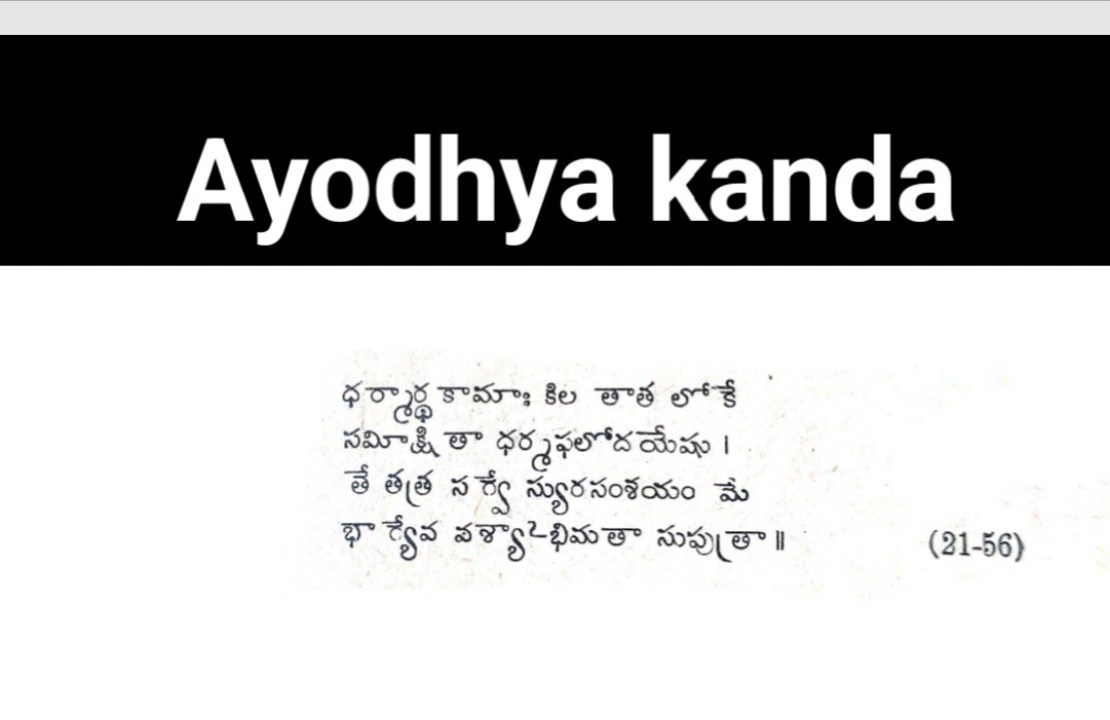 Ayodhya kanda
ధర్మార్థకామాః కిల తాత లోకే
సమీక్షితా ధర్మఫలోదయేషు ।
తే తత్ర సర్వే స్యురసంశయం మే
భార్యేవ వశ్యాఽభిమతా సుపుత్రా ॥ (21-56)